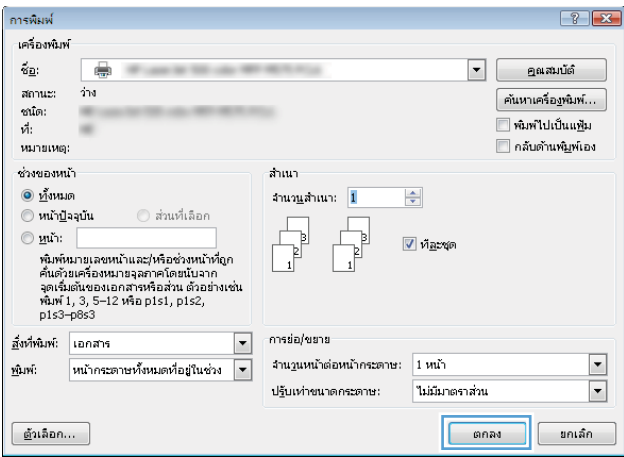 การพิมพ์
เครื่องพิมพ์
ชื่อ:
คุณสมบัติ
สถานะ: ว่าง
ชนิด:
ค้นหาเครื่องพิมพ์...
ที่:
พิมพ์ไปเป็นแฟ้ม
หมายเหตุ:
กลับด้านพิมพ์เอง
ช่วงของหน้า
ทั้งหมด
หน้าปัจจุบัน ส่วนที่เลือก
หน้า:
พิมพ์หมายเลขหน้าและ/หรือช่วงหน้าที่ถูก
คั่นด้วยเครื่องหมายจุลภาคโดยนับจาก
จุดเริ่มต้นของเอกสารหรือส่วน ตัวอย่างเช่น
พิมพ์ 1, 3, 5–12 หรือ p1s1, p1s2,
p1s3–p8s3
สำเนา
จำนวนสำเนา: 1
1 2 3
1 2 3
ทีละชุด
สิ่งที่พิมพ์: เอกสาร
พิมพ์: หน้ากระดาษทั้งหมดที่อยู่ในช่วง
การย่อ/ขยาย
จำนวนหน้าต่อหน้ากระดาษ: 1 หน้า
ปรับเท่าขนาดกระดาษ: ไม่มีมาตราส่วน
ตัวเลือก...
ตกลง
ยกเลิก